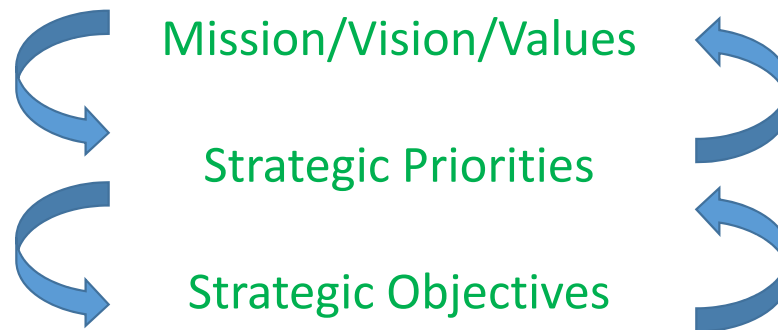 Mission/Vision/Values
Strategic Priorities
Strategic Objectives